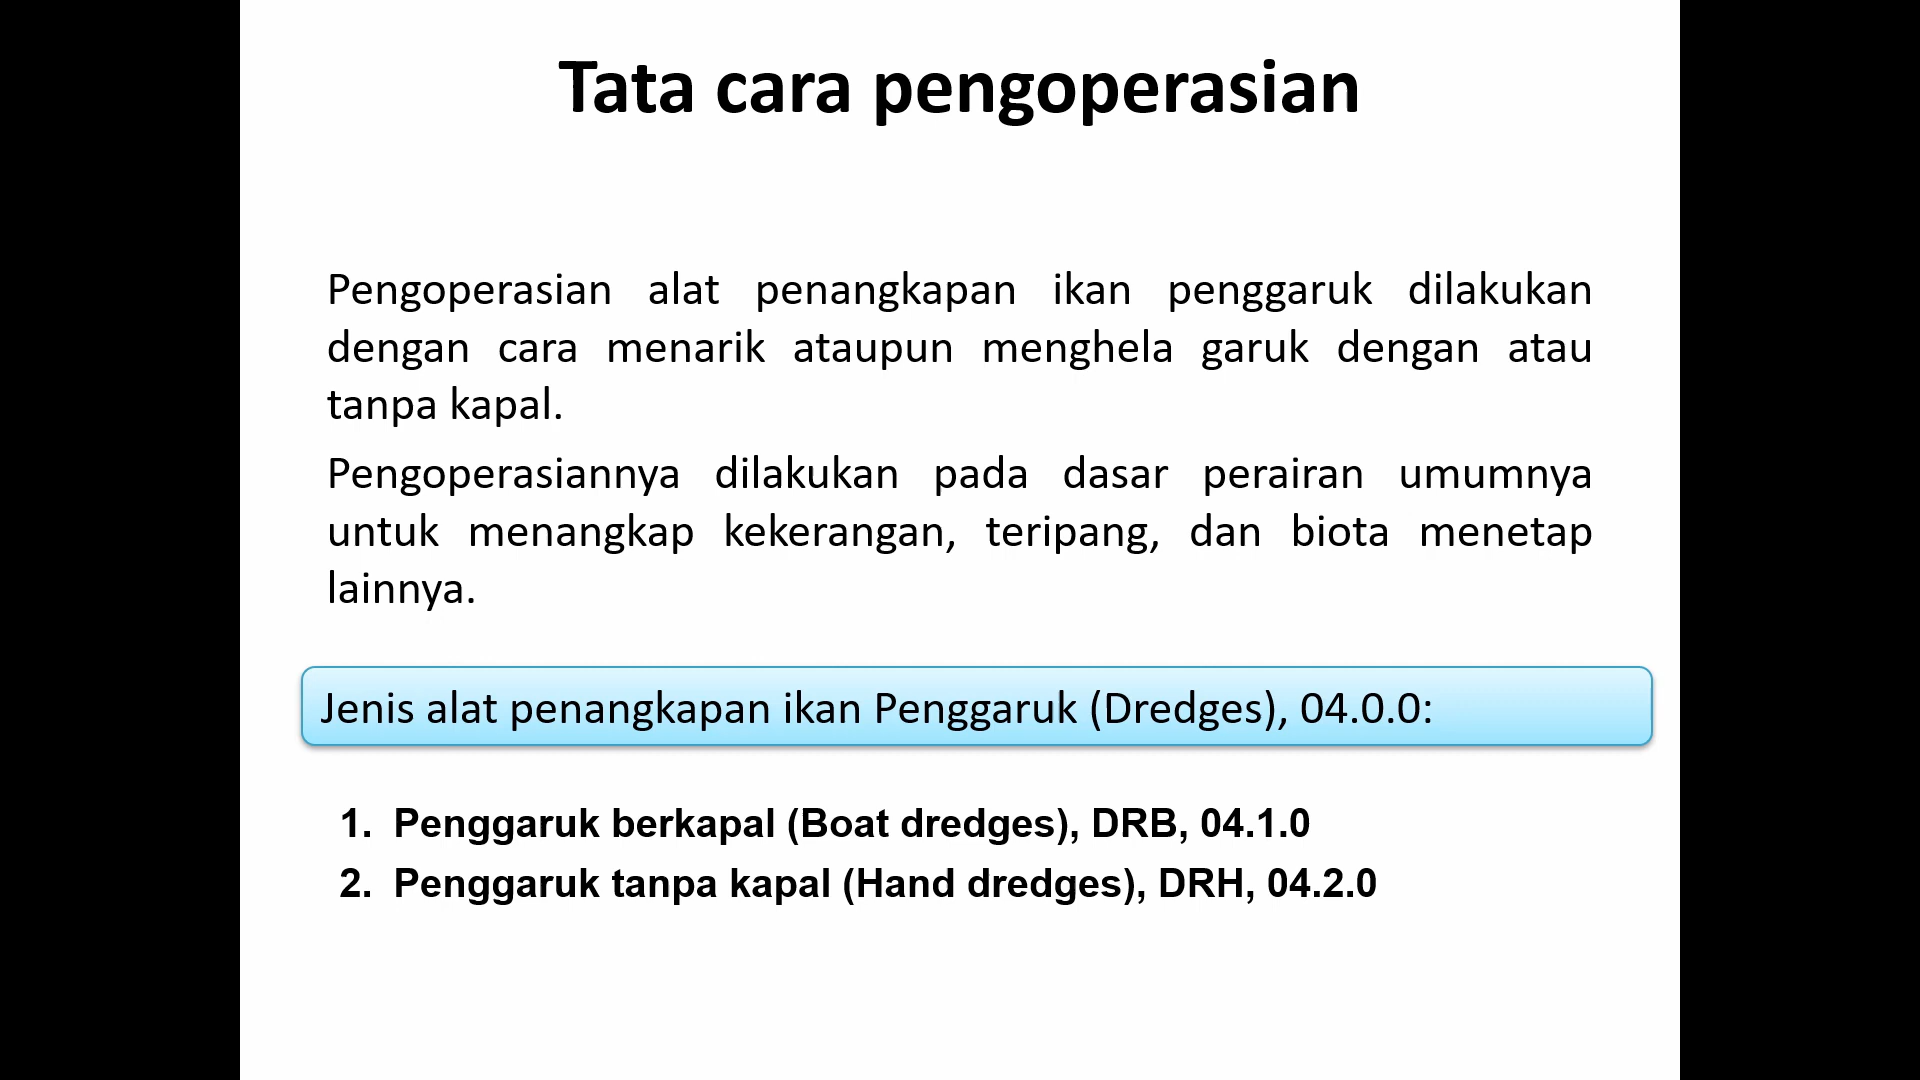 Tata cara pengoperasian
Pengoperasian alat penangkapan ikan penggaruk dilakukan
dengan cara menarik ataupun menghela garuk dengan atau
tanpa kapal.
Pengoperasiannya dilakukan pada dasar perairan umumnya
untuk menangkap kekerangan, teripang, dan biota menetap
lainnya.
Jenis alat penangkapan ikan Penggaruk (Dredges), 04.0.0:
1. Penggaruk berkapal (Boat dredges), DRB, 04.1.0
2. Penggaruk tanpa kapal (Hand dredges), DRH, 04.2.0